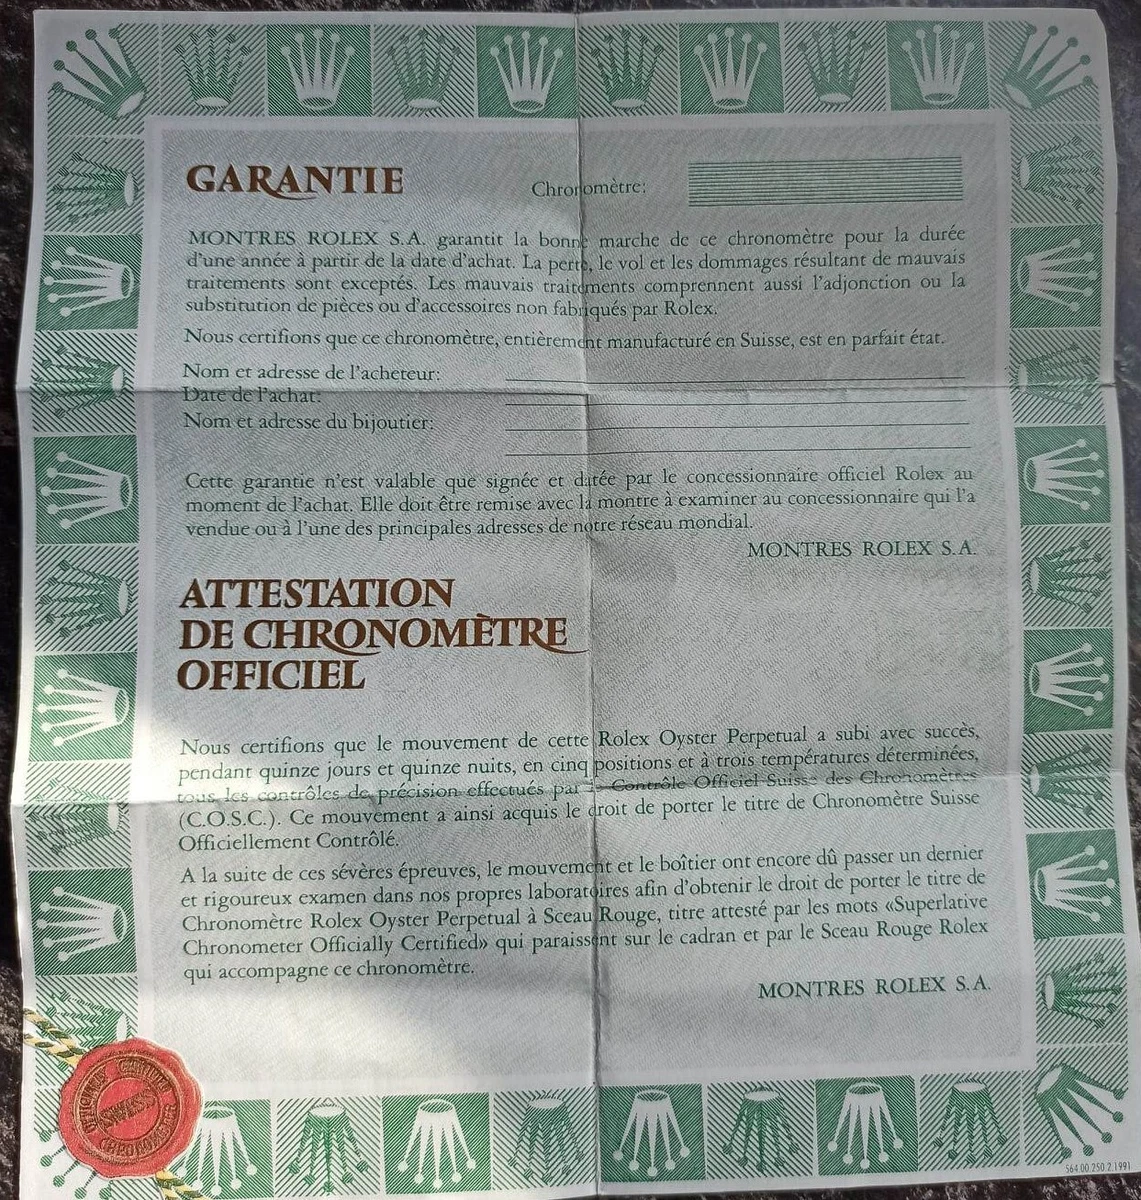 GARANTIE
Chronomètre:
MONTRES ROLEX S.A. garantit la bonne marche de ce chronomètre pour la durée
d'une année à partir de la date d'achat. La perte, le vol et les dommages résultant de mauvais
traitements sont exceptés. Les mauvais traitements comprennent aussi l'adjonction ou la
substitution de pièces ou d'accessoires non fabriqués par Rolex.
Nous certifions que ce chronomètre, entièrement manufacturé en Suisse, est en parfait état.
Nom et adresse de l'acheteur:
Date de l'achat:
Nom et adresse du bijoutier:
Cette garantie n'est valable que signée et datée par le concessionnaire officiel Rolex au
moment de l'achat. Elle doit être remise avec la montre à examiner au concessionnaire qui l'a
vendue ou à l'une des principales adresses de notre réseau mondial.
MONTRES ROLEX S.A.
ATTESTATION
DE CHRONOMÈTRE
OFFICIEL
Nous certifions que le mouvement de cette Rolex Oyster Perpetual a subi avec succès,
pendant quinze jours et quinze nuits, en cinq positions et à trois températures déterminées,
tous les contrôles de précision effectués par le Contrôle Officiel Suisse des Chronomètres
(C.O.S.C.). Ce mouvement a ainsi acquis le droit de porter le titre de Chronomètre Suisse
Officiellement Contrôlé.
A la suite de ces sévères épreuves, le mouvement et le boîtier ont encore dû passer un dernier
et rigoureux examen dans nos propres laboratoires afin d'obtenir le droit de porter le titre de
Chronomètre Rolex Oyster Perpetual à Sceau Rouge, titre attesté par les mots «Superlative
Chronometer Officially Certified» qui paraissent sur le cadran et par le Sceau Rouge Rolex
qui accompagne ce chronomètre.
MONTRES ROLEX S.A.
OFFICIALLY CERTIFIED
SWISS
CHRONOMETER
564.00.250.2.1991